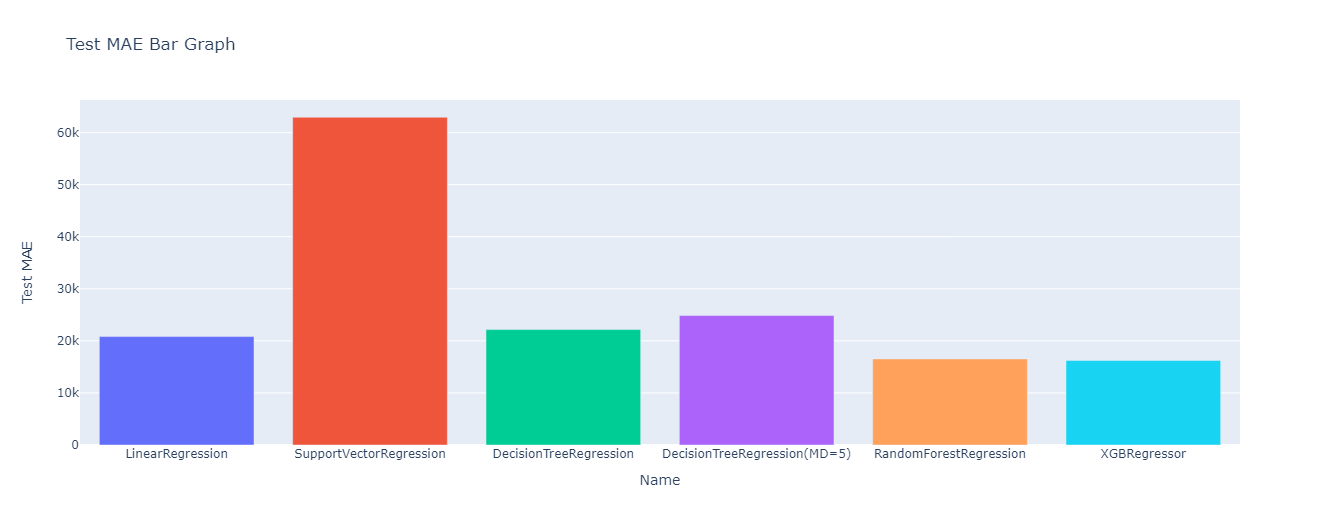 Test MAE Bar Graph
Test MAE
60k
50k
40k
30k
20k
10k
0
LinearRegression
SupportVectorRegression
DecisionTreeRegression
DecisionTreeRegression(MD=5)
RandomForestRegression
XGBRegressor
Name